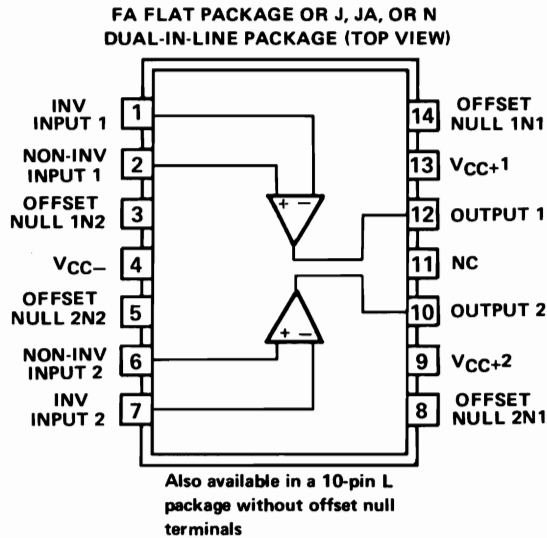 FA FLAT PACKAGE OR J, JA, OR N
DUAL-IN-LINE PACKAGE (TOP VIEW)
INV
INPUT 1
1
NON-INV
INPUT 1
2
OFFSET
NULL 1N2
3
VCC−
4
OFFSET
NULL 2N2
5
NON-INV
INPUT 2
6
INV
INPUT 2
7
+ −
+ −
14
OFFSET
NULL 1N1
13
VCC+1
12
OUTPUT 1
11
NC
10
OUTPUT 2
9
VCC+2
8
OFFSET
NULL 2N1
Also available in a 10-pin L
package without offset null
terminals